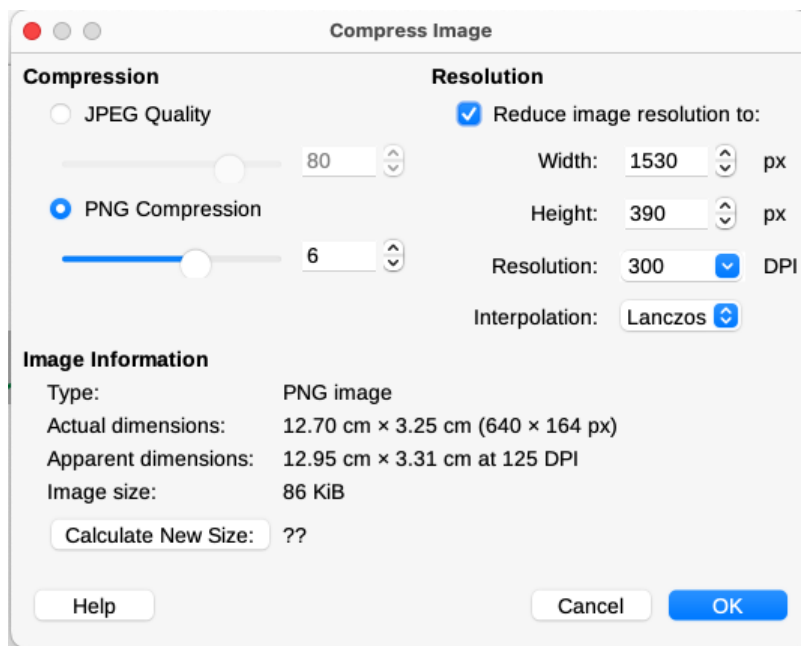 Compress Image
Compression
JPEG Quality
80
PNG Compression
6
Resolution
Reduce image resolution to:
Width: 1530 px
Height: 390 px
Resolution: 300 DPI
Interpolation: Lanczos
Image Information
Type: PNG image
Actual dimensions: 12.70 cm × 3.25 cm (640 × 164 px)
Apparent dimensions: 12.95 cm × 3.31 cm at 125 DPI
Image size: 86 KiB
Calculate New Size: ??
Help Cancel OK